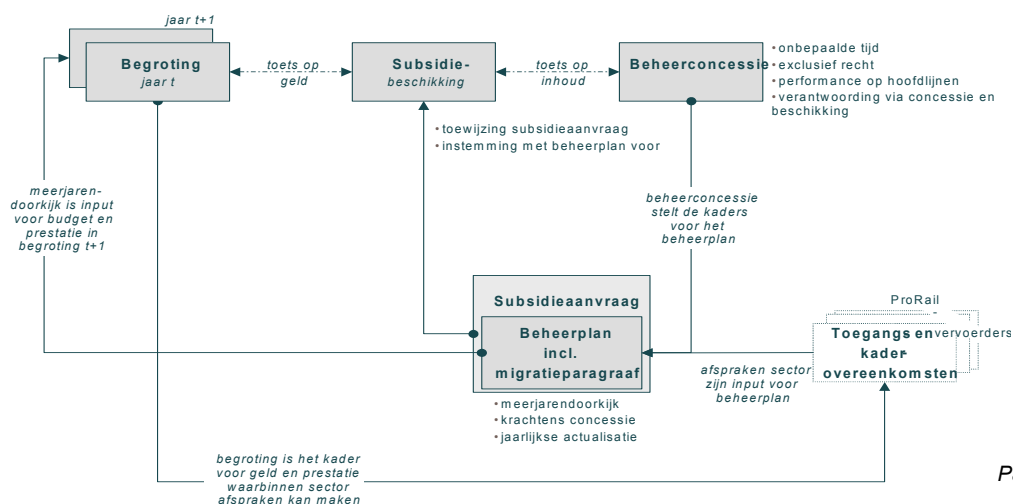 jaar t+1
Begroting
jaar t
toets op
geld
Subsidie-
beschikking
toets op
inhoud
Beheerconcessie
• onbepaalde tijd
• exclusief recht
• performance op hoofdlijnen
• verantwoording via concessie en
beschikking
• toewijzing subsidieaanvraag
• instemming met beheerplan voor
meerjaren-
doorkijk is input
voor budget en
prestatie in
begroting t+1
beheerconcessie
stelt de kaders
voor het
beheerplan
Subsidieaanvraag
Beheerplan
incl.
migratieparagraaf
• meerjarendoorkijk
• krachtens concessie
• jaarlijkse actualisatie
afspraken sector
zijn input voor
beheerplan
ProRail
-
vervoerders
Toegangs en
kader-
overeenkomsten
begroting is het kader
voor geld en prestatie
waarbinnen sector
afspraken kan maken